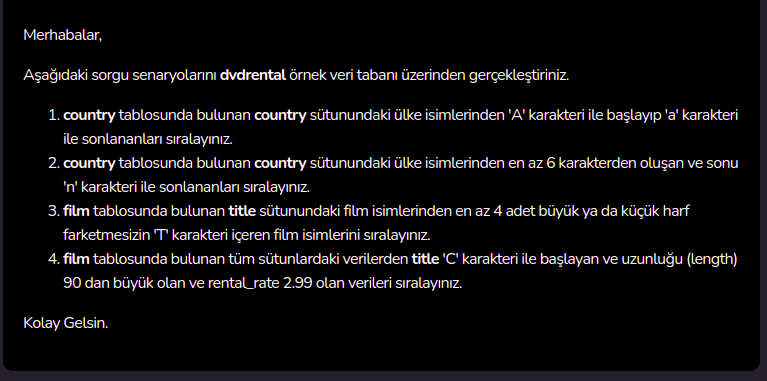 Merhabalar,
Aşağıdaki sorgu senaryolarını dvdrental örnek veri tabanı üzerinden gerçekleştiriniz.
1. country tablosunda bulunan country sütunundaki ülke isimlerinden 'A' karakteri ile başlayıp 'a' karakteri
ile sonlananları sıralayınız.
2. country tablosunda bulunan country sütunundaki ülke isimlerinden en az 6 karakterden oluşan ve sonu
'n' karakteri ile sonlananları sıralayınız.
3. film tablosunda bulunan title sütunundaki film isimlerinden en az 4 adet büyük ya da küçük harf
farketmesizin 'T' karakteri içeren film isimlerini sıralayınız.
4. film tablosunda bulunan tüm sütunlardaki verilerden title 'C' karakteri ile başlayan ve uzunluğu (length)
90 dan büyük olan ve rental_rate 2.99 olan verileri sıralayınız.
Kolay Gelsin.